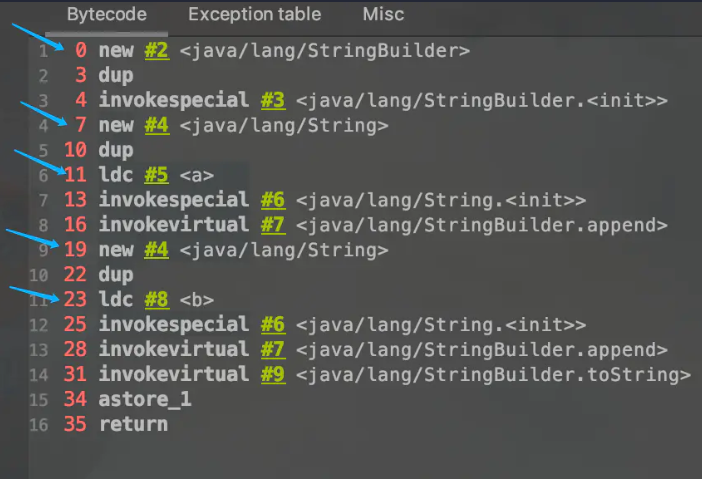 Bytecode Exception table Misc
1 0 new #2 <java/lang/StringBuilder>
2 3 dup
3 4 invokespecial #3 <java/lang/StringBuilder.<init>>
4 7 new #4 <java/lang/String>
5 10 dup
6 11 ldc #5 <a>
7 13 invokespecial #6 <java/lang/String.<init>>
8 16 invokevirtual #7 <java/lang/StringBuilder.append>
9 19 new #4 <java/lang/String>
10 22 dup
11 23 ldc #8 <b>
12 25 invokespecial #6 <java/lang/String.<init>>
13 28 invokevirtual #7 <java/lang/StringBuilder.append>
14 31 invokevirtual #9 <java/lang/StringBuilder.toString>
15 34 astore_1
16 35 return